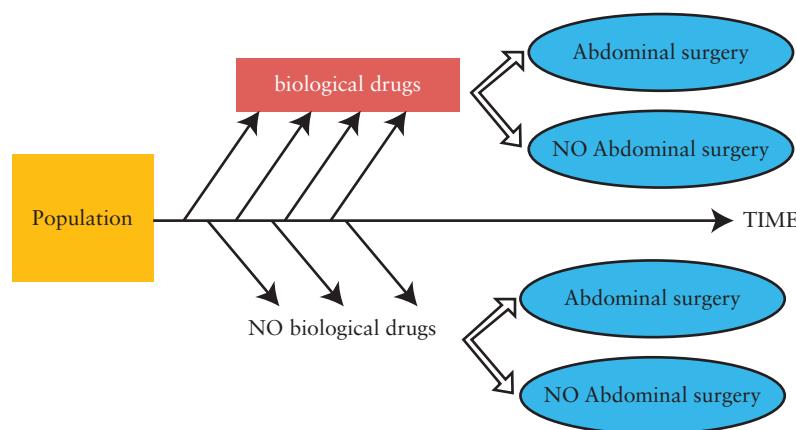 Abdominal surgery
biological drugs
NO Abdominal surgery
Population
TIME
Abdominal surgery
NO biological drugs
NO Abdominal surgery